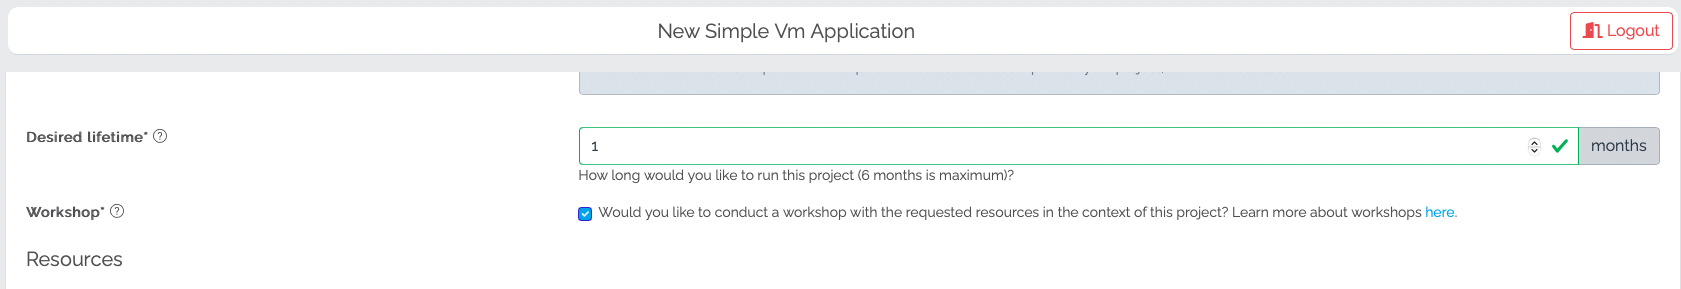 New Simple Vm Application
Logout
Desired lifetime*
1
months
How long would you like to run this project (6 months is maximum)?
Workshop*
Would you like to conduct a workshop with the requested resources in the context of this project? Learn more about workshops here.
Resources